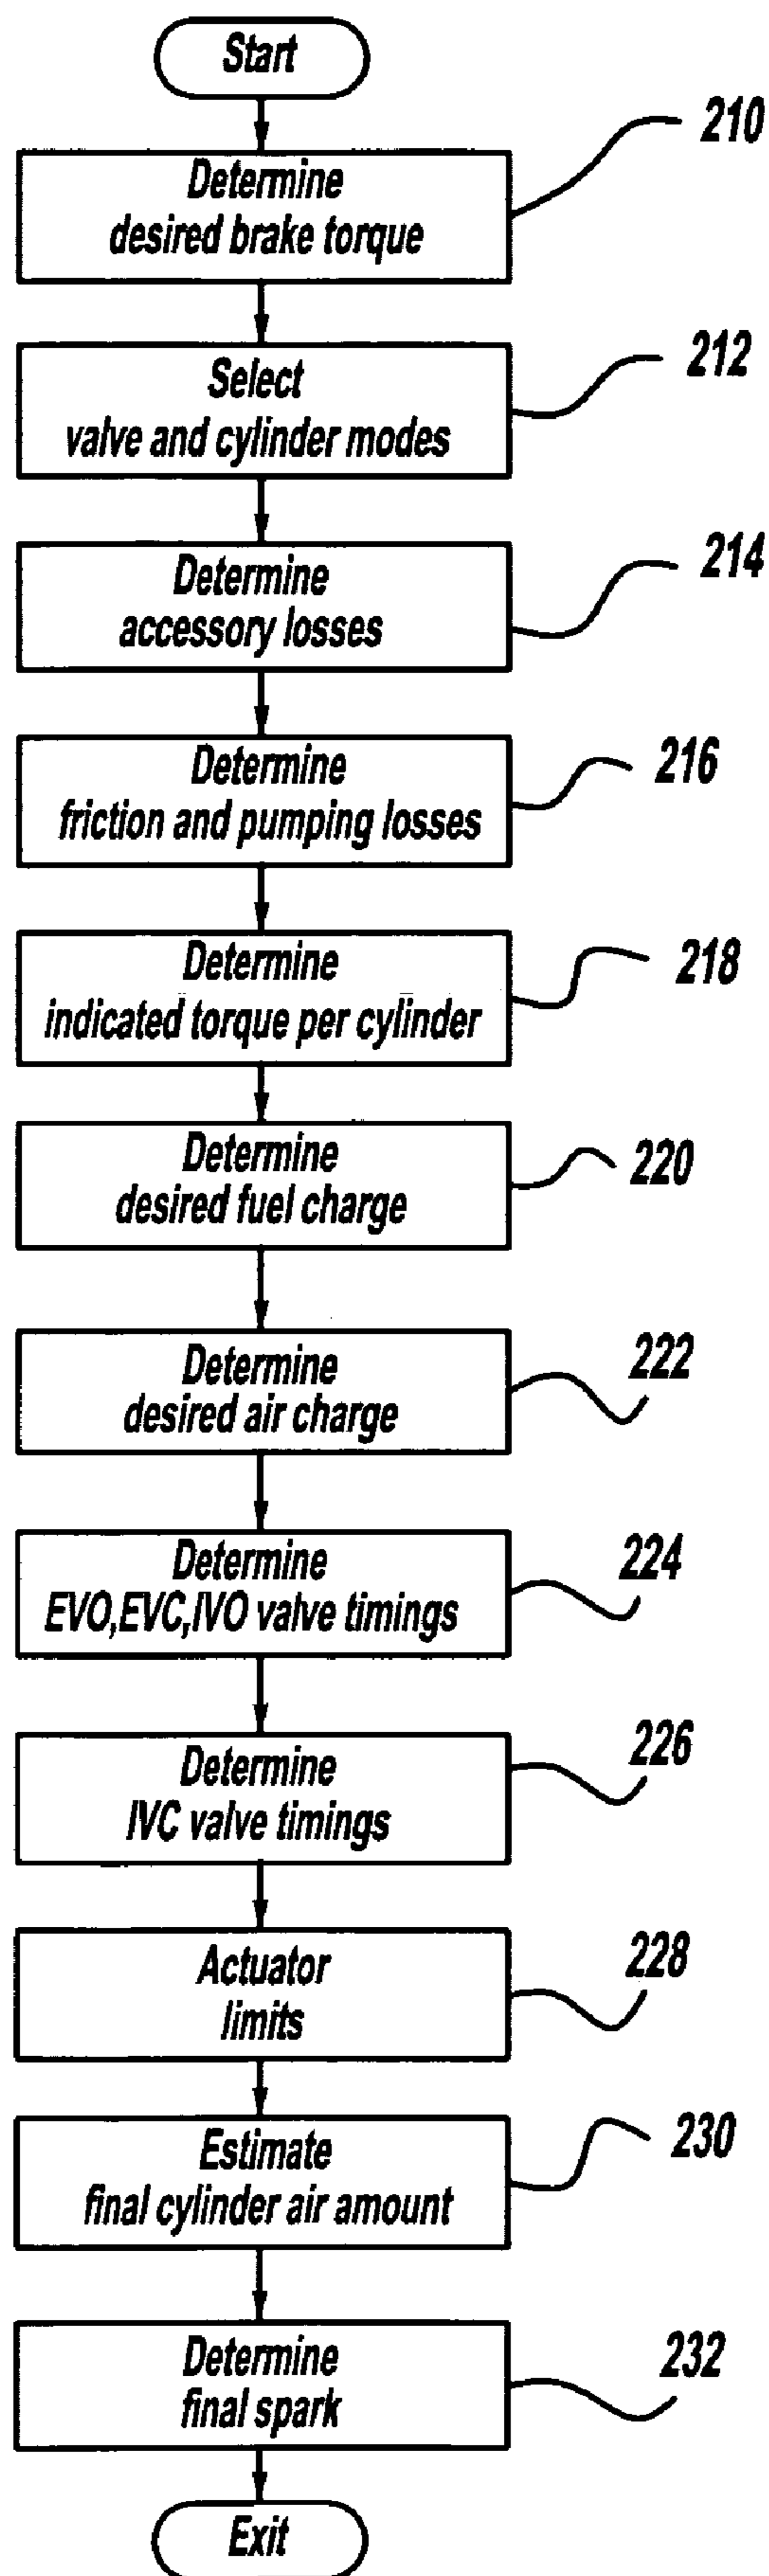 Start
210
Determine
desired brake torque
212
Select
valve and cylinder modes
214
Determine
accessory losses
216
Determine
friction and pumping losses
218
Determine
indicated torque per cylinder
220
Determine
desired fuel charge
222
Determine
desired air charge
224
Determine
EVO,EVC,IVO valve timings
226
Determine
IVC valve timings
228
Actuator
limits
230
Estimate
final cylinder air amount
232
Determine
final spark
Exit